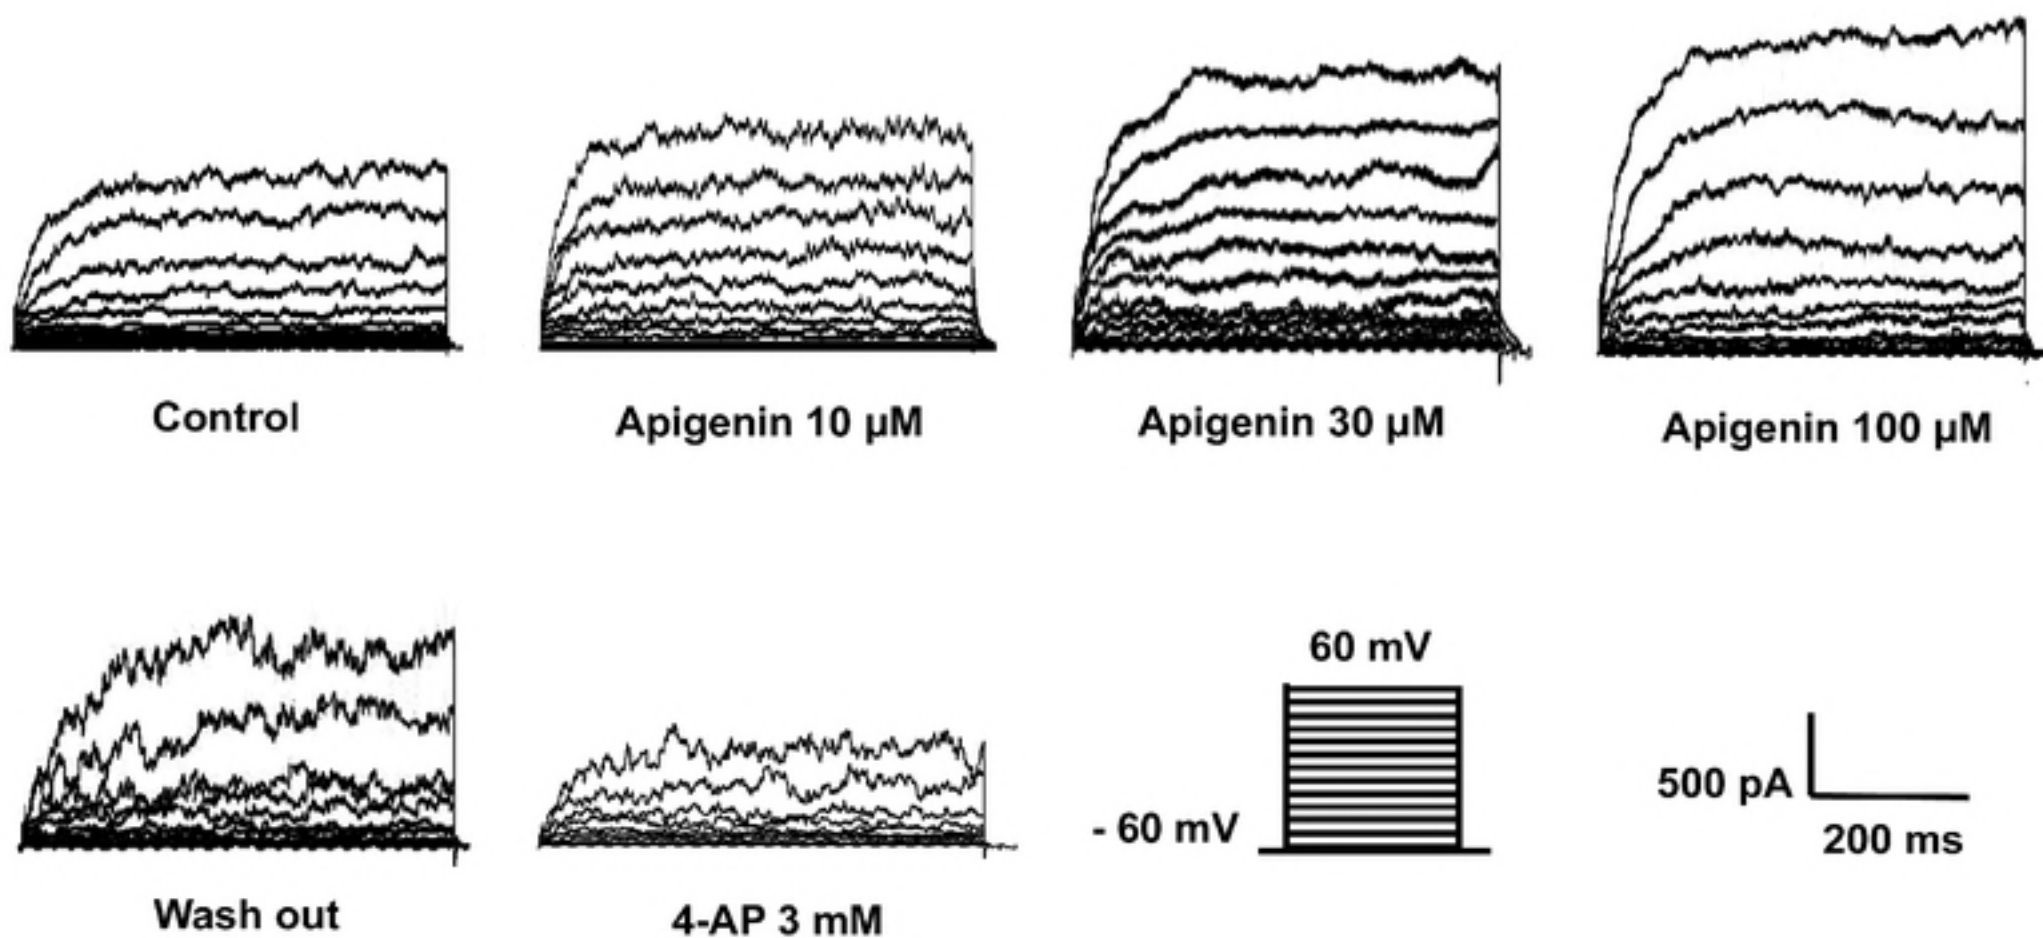 Control
Apigenin 10 µM
Apigenin 30 µM
Apigenin 100 µM
60 mV
- 60 mV
500 pA
200 ms
Wash out
4-AP 3 mM